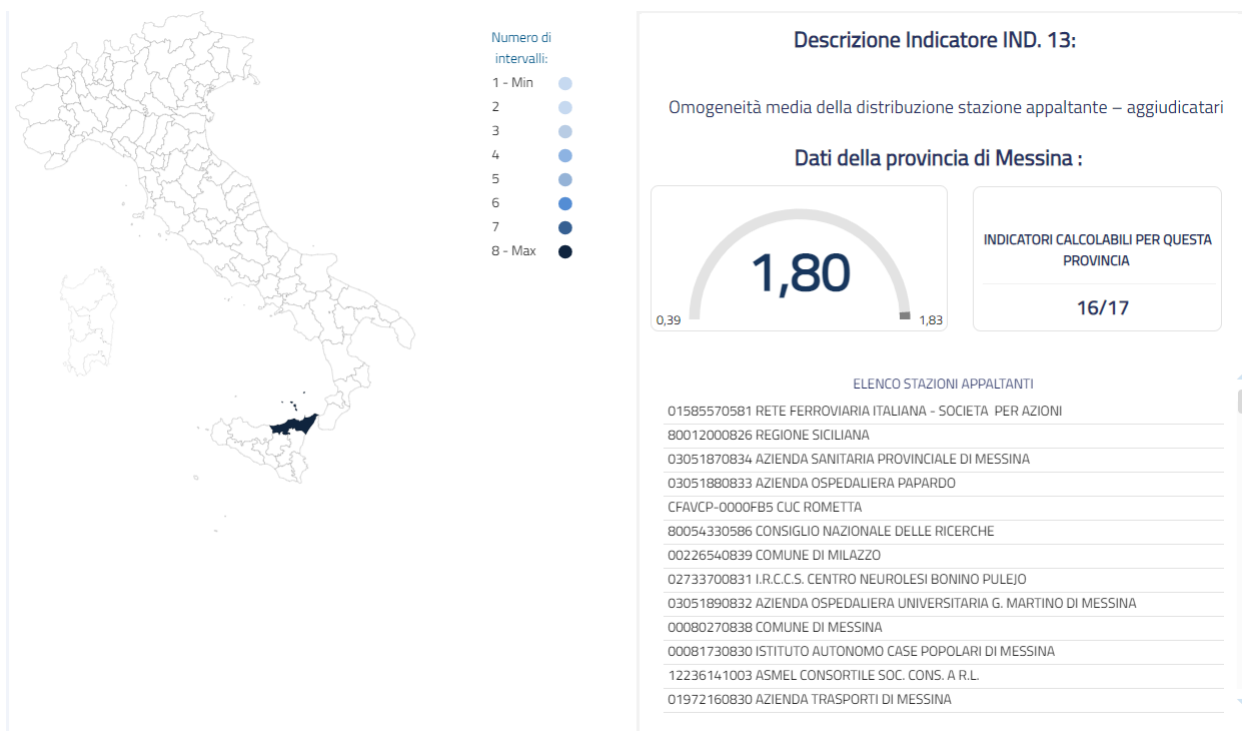 Numero di
intervalli:
1 - Min
2
3
4
5
6
7
8 - Max
Descrizione Indicatore IND. 13:
Omogeneità media della distribuzione stazione appaltante – aggiudicatari
Dati della provincia di Messina :
1,80
0,39
1,83
INDICATORI CALCOLABILI PER QUESTA
PROVINCIA
16/17
ELENCO STAZIONI APPALTANTI
01585570581 RETE FERROVIARIA ITALIANA - SOCIETA PER AZIONI
80012000826 REGIONE SICILIANA
03051870834 AZIENDA SANITARIA PROVINCIALE DI MESSINA
03051880833 AZIENDA OSPEDALIERA PAPARDO
CFAVCP-0000FB5 CUC ROMETTA
80054330586 CONSIGLIO NAZIONALE DELLE RICERCHE
00226540839 COMUNE DI MILAZZO
02733700831 I.R.C.C.S. CENTRO NEUROLESI BONINO PULEJO
03051890832 AZIENDA OSPEDALIERA UNIVERSITARIA G. MARTINO DI MESSINA
00080270838 COMUNE DI MESSINA
00081730830 ISTITUTO AUTONOMO CASE POPOLARI DI MESSINA
12236141003 ASMEL CONSORTILE SOC. CONS. A R.L.
01972160830 AZIENDA TRASPORTI DI MESSINA